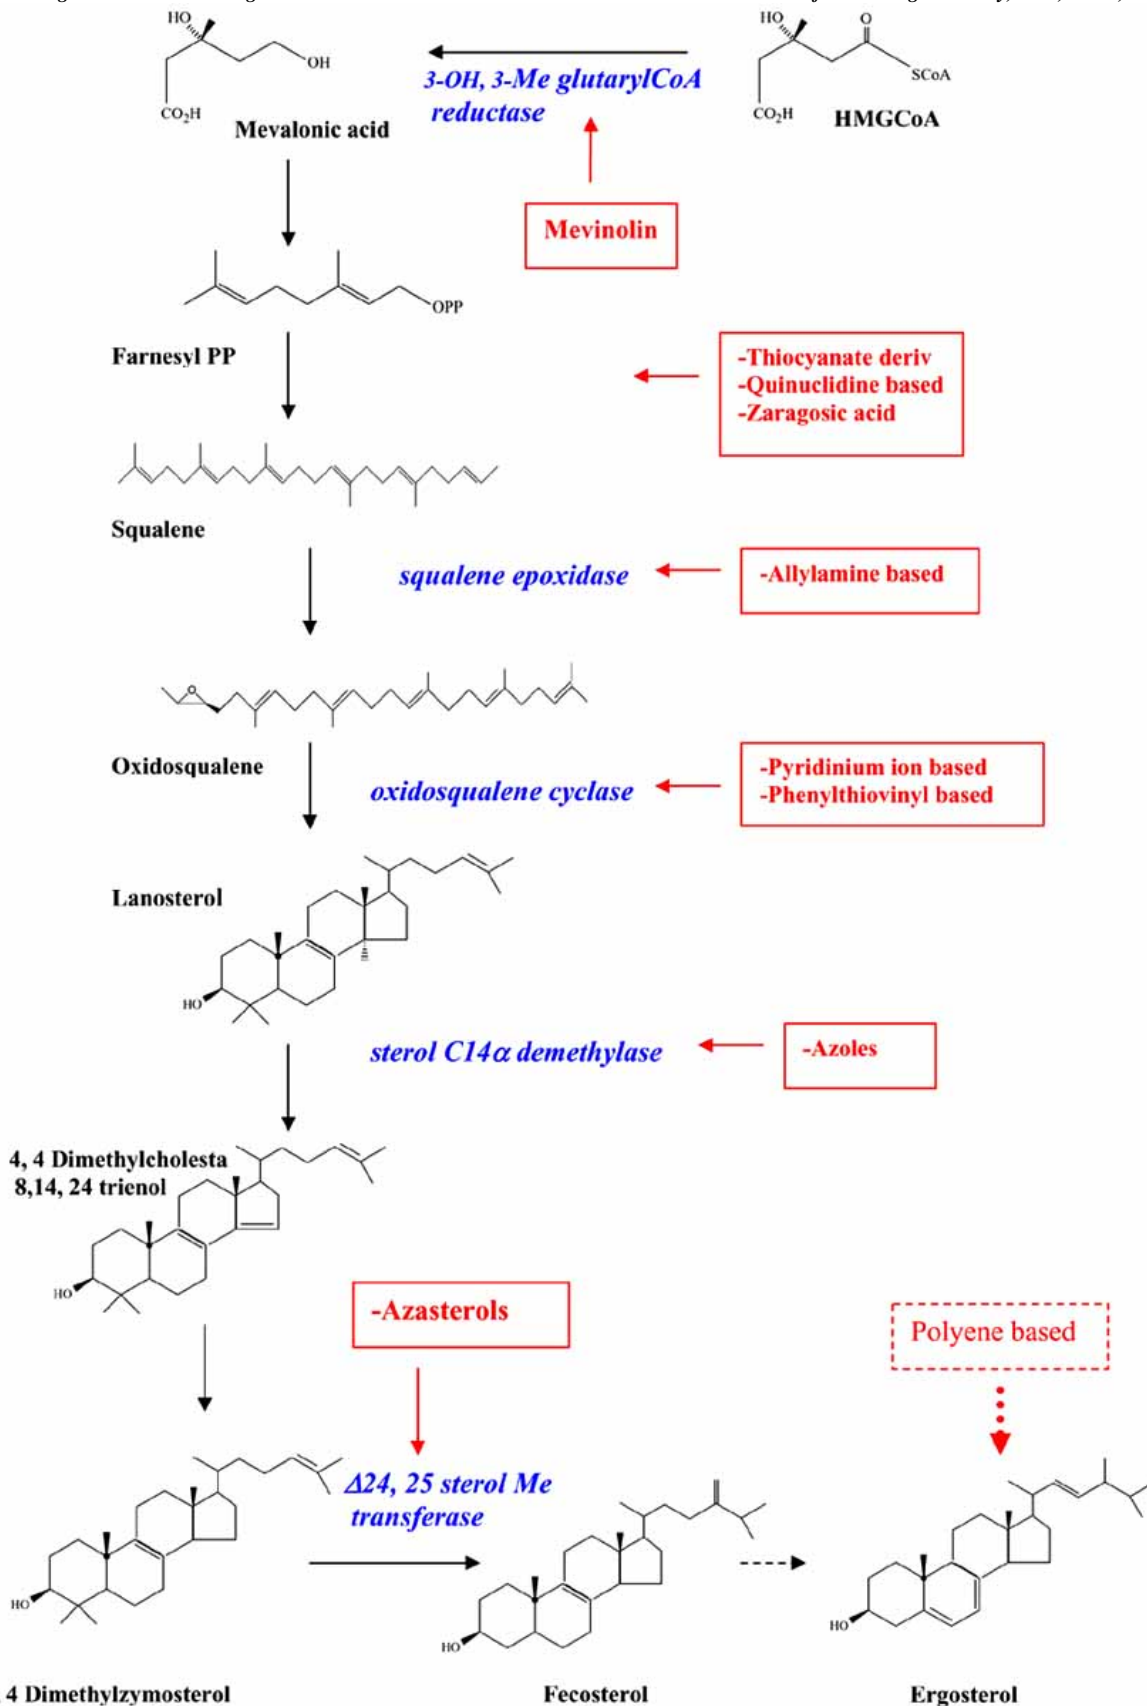 HO
OH
CO₂H
Mevalonic acid
3-OH, 3-Me glutarylCoA
reductase
HO
O
SCoA
CO₂H
HMGCoA
Mevinolin
OPP
Farnesyl PP
-Thiocyanate deriv
-Quinuclidine based
-Zaragosic acid
Squalene
squalene epoxidase
-Allylamine based
O
Oxidosqualene
oxidosqualene cyclase
-Pyridinium ion based
-Phenylthiovinyl based
Lanosterol
HO
sterol C14α demethylase
-Azoles
4, 4 Dimethylcholesta
8,14, 24 trienol
HO
-Azasterols
Polyene based
Δ24, 25 sterol Me
transferase
HO
HO
HO
4 Dimethylzymosterol
Fecosterol
Ergosterol